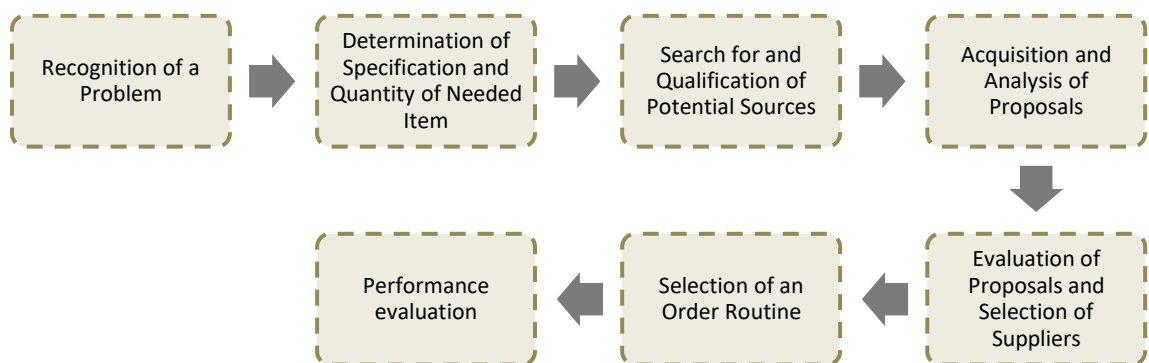 Recognition of a
Problem
Determination of
Specification and
Quantity of Needed
Item
Search for and
Qualification of
Potential Sources
Acquisition and
Analysis of
Proposals
Evaluation of
Proposals and
Selection of
Suppliers
Selection of an
Order Routine
Performance
evaluation